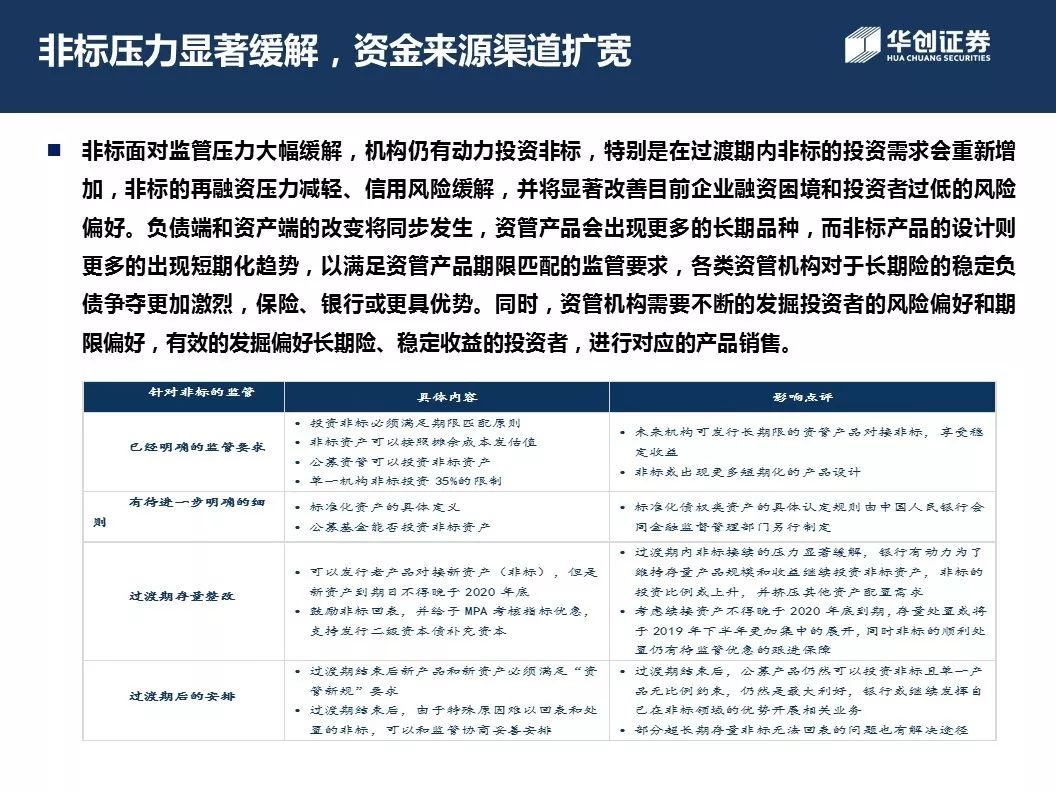 非标压力显著缓解，资金来源渠道扩宽
华创证券
HUA CHUANG SECURITIES
非标面对监管压力大幅缓解，机构仍有动力投资非标，特别是在过渡期内非标的投资需求会重新增
加，非标的再融资压力减轻、信用风险缓解，并将显著改善目前企业融资困境和投资者过低的风险
偏好。负债端和资产端的改变将同步发生，资管产品会出现更多的长期品种，而非标产品的设计则
更多的出现短期化趋势，以满足资管产品期限匹配的监管要求，各类资管机构对于长期险的稳定负
债争夺更加激烈，保险、银行或更具优势。同时，资管机构需要不断的发掘投资者的风险偏好和期
限偏好，有效的发掘偏好长期险、稳定收益的投资者，进行对应的产品销售。
针对非标的监管
具体内容
影响点评
已经明确的监管要求
• 投资非标必须满足期限匹配原则
• 非标资产可以按照摊余成本发估值
• 公募资管可以投资非标资产
• 单一机构非标投资 35%的限制
• 未来机构可发行长期限的资管产品对接非标，享受稳
定收益
• 非标或出现更多短期化的产品设计
有待进一步明确的细
则
• 标准化资产的具体定义
• 公募基金能否投资非标资产
• 标准化债权类资产的具体认定规则由中国人民银行会
同金融监督管理部门另行制定
过渡期存量整改
• 可以发行老产品对接新资产（非标），但是
新资产到期日不得晚于 2020 年底
• 鼓励非标回表，并给于 MPA 考核指标优惠，
支持发行二级资本债补充资本
• 过渡期内非标接续的压力显著缓解，银行有动力为了
维持存量产品规模和收益继续投资非标资产，非标的
投资比例或上升，并挤压其他资产配置需求
• 考虑续接资产不得晚于 2020 年底到期，存量处置或将
于 2019 年下半年更加集中的展开，同时非标的顺利处
置仍有待监管优惠的跟进保障
过渡期后的安排
• 过渡期结束后新产品和新资产必须满足“资
管新规”要求
• 过渡期结束后，由于特殊原因难以回表和处
置的非标，可以和监管协商妥善安排
• 过渡期结束后，公募产品仍然可以投资非标且单一产
品无比例约束，仍然是最大利好，银行或继续发挥自
己在非标领域的优势开展相关业务
• 部分超长期存量非标无法回表的问题也有解决途径